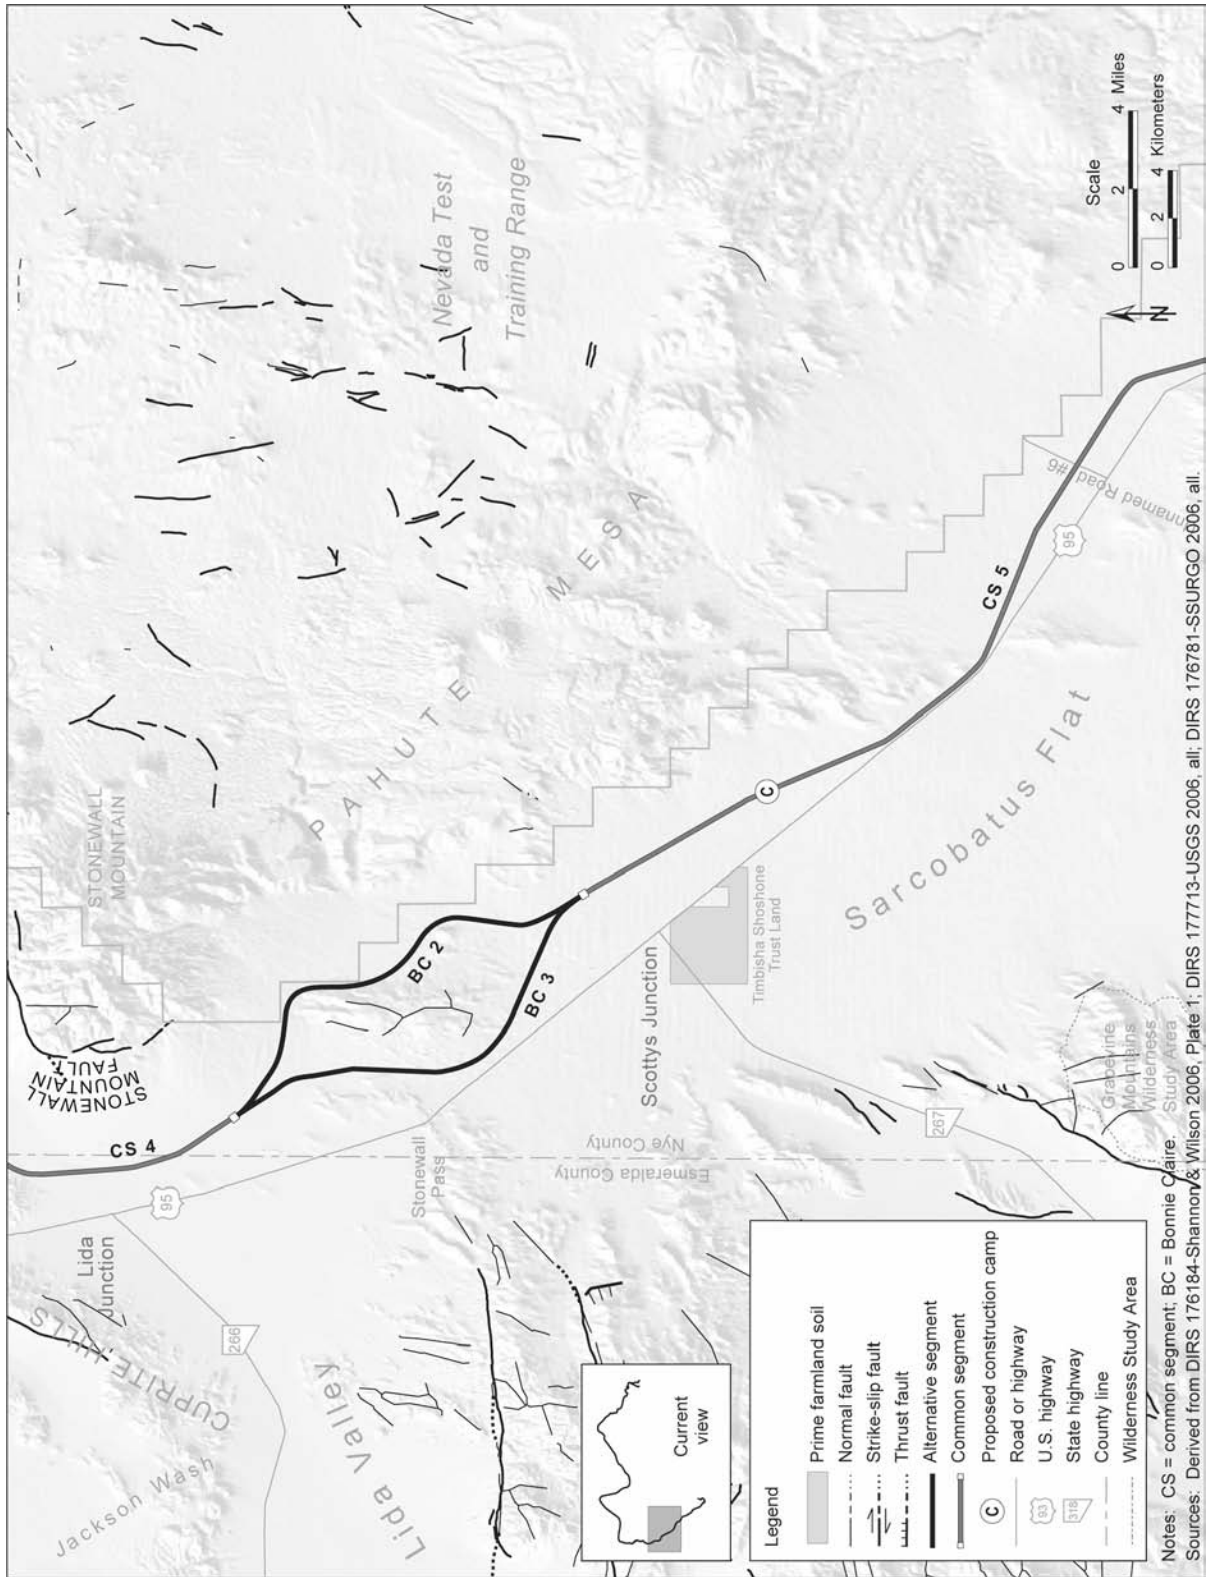 STONEWALL
MOUNTAIN
FAULT
CS 4
STONEWALL
MOUNTAIN
95
Lida
Junction
CUPRITE HILLS
266
Jackson Wash
Lida Valley
Stonewall
Pass
BC 2
BC 3
PAHUTE MESA
Nevada Test
and
Training Range
Esmeralda County
Nye County
Scottys Junction
Timbisha Shoshone
Trust Land
C
267
Sarcobatus Flat
CS 5
95
Unnamed Road #6
Grapevine
Mountains
Wilderness
Study Area
Current
view
Scale
0 2 4 Miles
0 2 4 Kilometers
N
Legend
Prime farmland soil
Normal fault
Strike-slip fault
Thrust fault
Alternative segment
Common segment
C Proposed construction camp
Road or highway
93 U.S. highway
318 State highway
County line
Wilderness Study Area
Notes: CS = common segment; BC = Bonnie Claire.
Sources: Derived from DIRS 176184-Shannon & Wilson 2006, Plate 1; DIRS 177713-USGS 2006, all; DIRS 176781-SSURGO 2006, all.